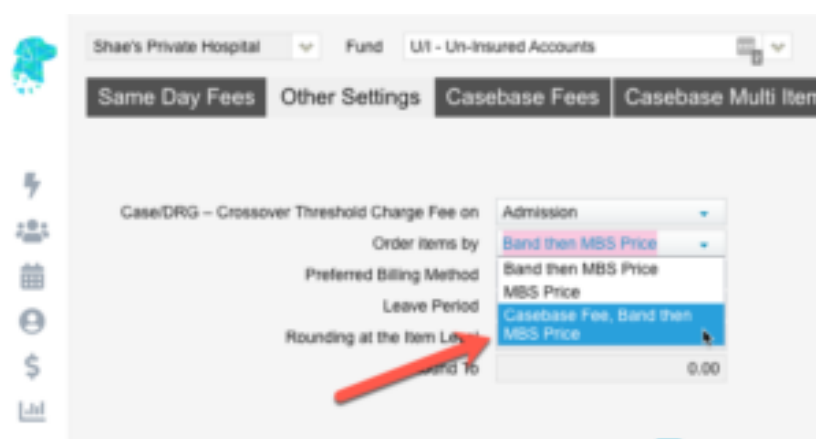 Shae's Private Hospital Fund U/I - Un-Insured Accounts
Same Day Fees Other Settings Casebase Fees Casebase Multi Item
Case/DRG – Crossover Threshold Charge Fee on Admission
Order items by Band then MBS Price
Preferred Billing Method Band then MBS Price
MBS Price
Leave Period
Casebase Fee, Band then
MBS Price
Rounding at the Item Level
To 0.00